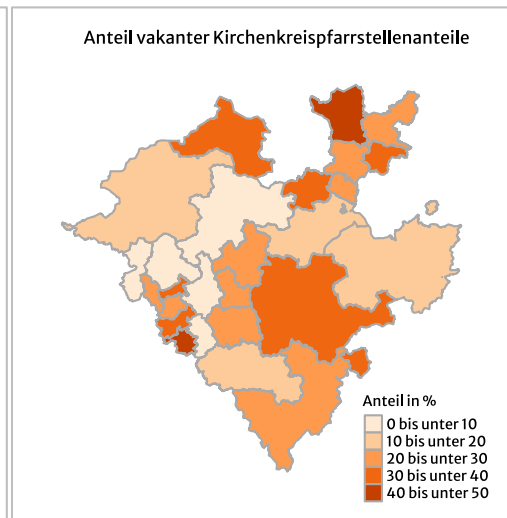 Anteil vakanter Kirchenkreispfarrstellenanteile
Anteil in %
0 bis unter 10
10 bis unter 20
20 bis unter 30
30 bis unter 40
40 bis unter 50